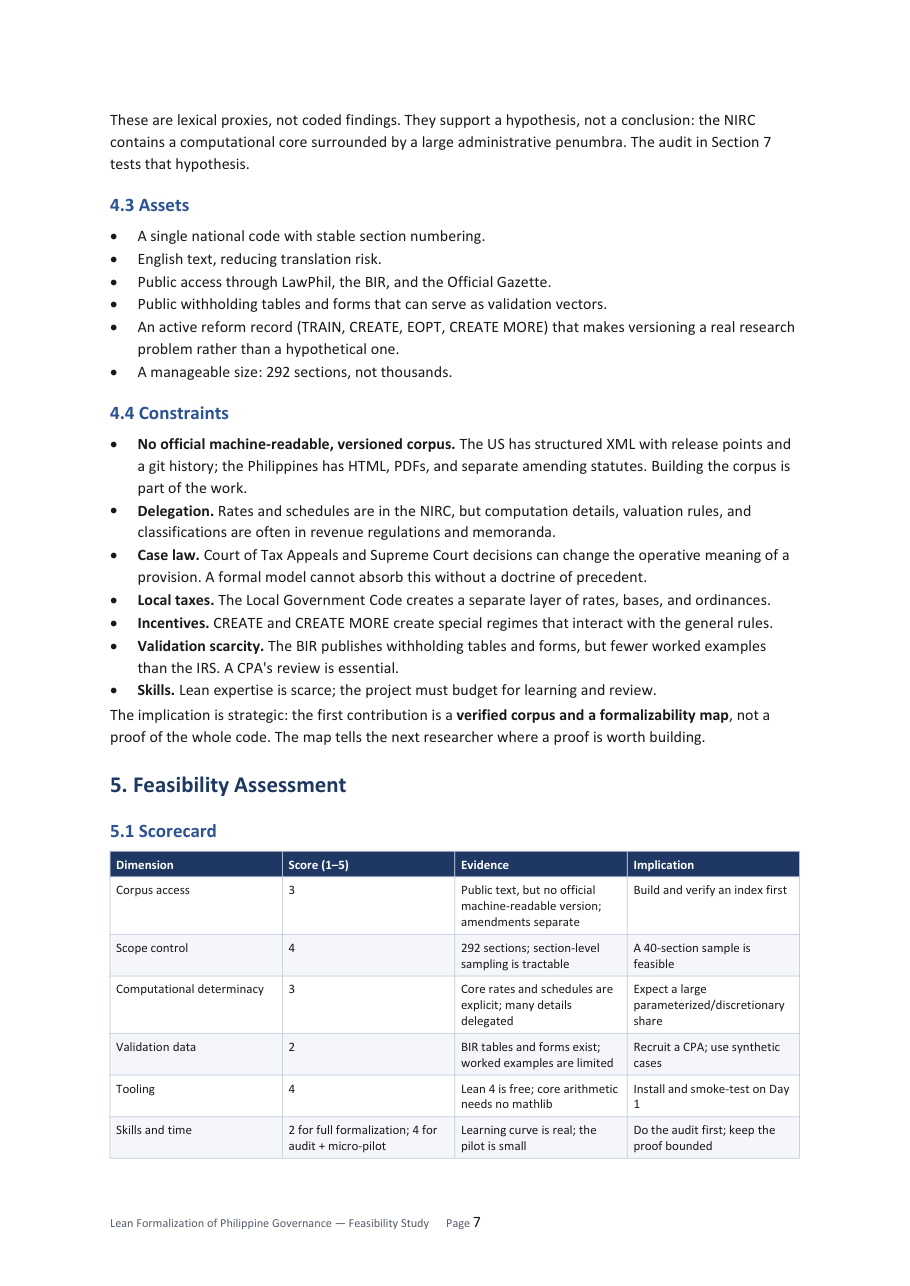 These are lexical proxies, not coded findings. They support a hypothesis, not a conclusion: the NIRC
contains a computational core surrounded by a large administrative penumbra. The audit in Section 7
tests that hypothesis.
4.3 Assets
• A single national code with stable section numbering.
• English text, reducing translation risk.
• Public access through LawPhil, the BIR, and the Official Gazette.
• Public withholding tables and forms that can serve as validation vectors.
• An active reform record (TRAIN, CREATE, EOPT, CREATE MORE) that makes versioning a real research
problem rather than a hypothetical one.
• A manageable size: 292 sections, not thousands.
4.4 Constraints
• No official machine-readable, versioned corpus. The US has structured XML with release points and
a git history; the Philippines has HTML, PDFs, and separate amending statutes. Building the corpus is
part of the work.
• Delegation. Rates and schedules are in the NIRC, but computation details, valuation rules, and
classifications are often in revenue regulations and memoranda.
• Case law. Court of Tax Appeals and Supreme Court decisions can change the operative meaning of a
provision. A formal model cannot absorb this without a doctrine of precedent.
• Local taxes. The Local Government Code creates a separate layer of rates, bases, and ordinances.
• Incentives. CREATE and CREATE MORE create special regimes that interact with the general rules.
• Validation scarcity. The BIR publishes withholding tables and forms, but fewer worked examples
than the IRS. A CPA's review is essential.
• Skills. Lean expertise is scarce; the project must budget for learning and review.
The implication is strategic: the first contribution is a verified corpus and a formalizability map, not a
proof of the whole code. The map tells the next researcher where a proof is worth building.
5. Feasibility Assessment
5.1 Scorecard
Dimension
Score (1–5)
Evidence
Implication
Corpus access
3
Public text, but no official
machine-readable version;
amendments separate
Build and verify an index first
Scope control
4
292 sections; section-level
sampling is tractable
A 40-section sample is
feasible
Computational determinacy
3
Core rates and schedules are
explicit; many details
delegated
Expect a large
parameterized/discretionary
share
Validation data
2
BIR tables and forms exist;
worked examples are limited
Recruit a CPA; use synthetic
cases
Tooling
4
Lean 4 is free; core arithmetic
needs no mathlib
Install and smoke-test on Day
1
Skills and time
2 for full formalization; 4 for
audit + micro-pilot
Learning curve is real; the
pilot is small
Do the audit first; keep the
proof bounded
Lean Formalization of Philippine Governance — Feasibility Study Page 7